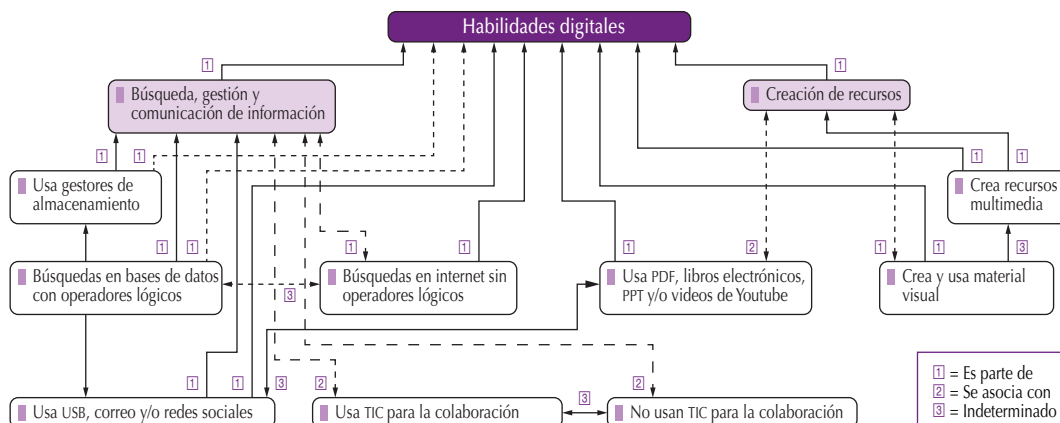 Habilidades digitales
1
1
Búsqueda, gestión y
comunicación de información
Creación de recursos
1
1
1
1
Usa gestores de
almacenamiento
Crea recursos
multimedia
1
1
1
1
2
1
1
3
Búsquedas en bases de datos
con operadores lógicos
3
Búsquedas en internet sin
operadores lógicos
Usa PDF, libros electrónicos,
PPT y/o videos de Youtube
Crea y usa material
visual
1
1
3
2
3
2
Usa USB, correo y/o redes sociales
Usa TIC para la colaboración
No usan TIC para la colaboración
1 = Es parte de
2 = Se asocia con
3 = Indeterminado